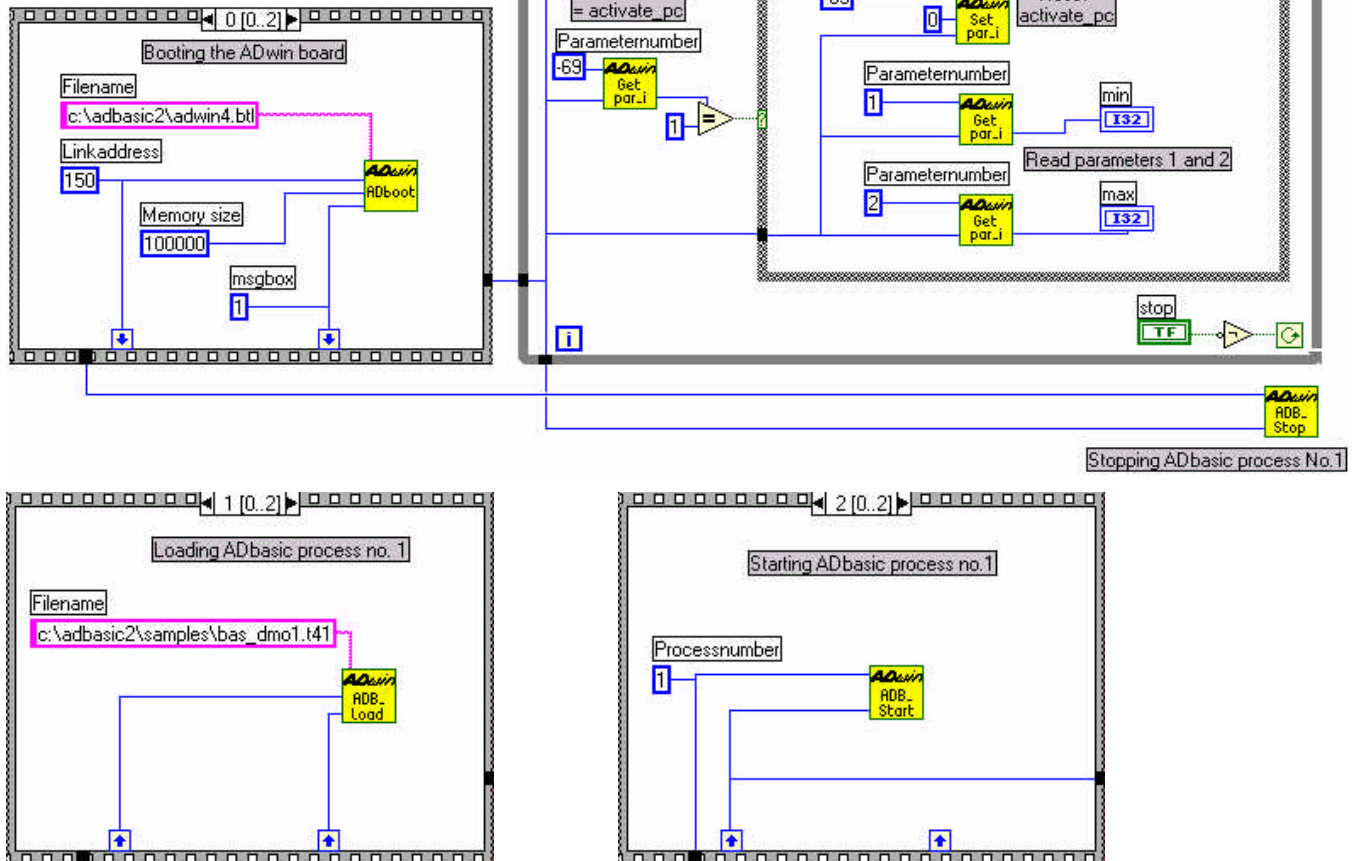 0 [0..2]
Booting the ADwin board
Filename
c:\adbasic2\adwin4.btl
Linkaddress
150
ADwin
ADboot
Memory size
100000
msgbox
1
= activate_pc
Parameternumber
-69
ADwin
Get
par_i
1
=
?
0
ADwin
Set
par_i
activate_pc
Parameternumber
1
ADwin
Get
par_i
min
I32
Read parameters 1 and 2
Parameternumber
2
ADwin
Get
par_i
max
I32
stop
TF
i
ADwin
ADB_
Stop
Stopping ADbasic process No.1
1 [0..2]
Loading ADbasic process no. 1
Filename
c:\adbasic2\samples\bas_dmo1.t41
ADwin
ADB_
Load
2 [0..2]
Starting ADbasic process no.1
Processnumber
1
ADwin
ADB_
Start